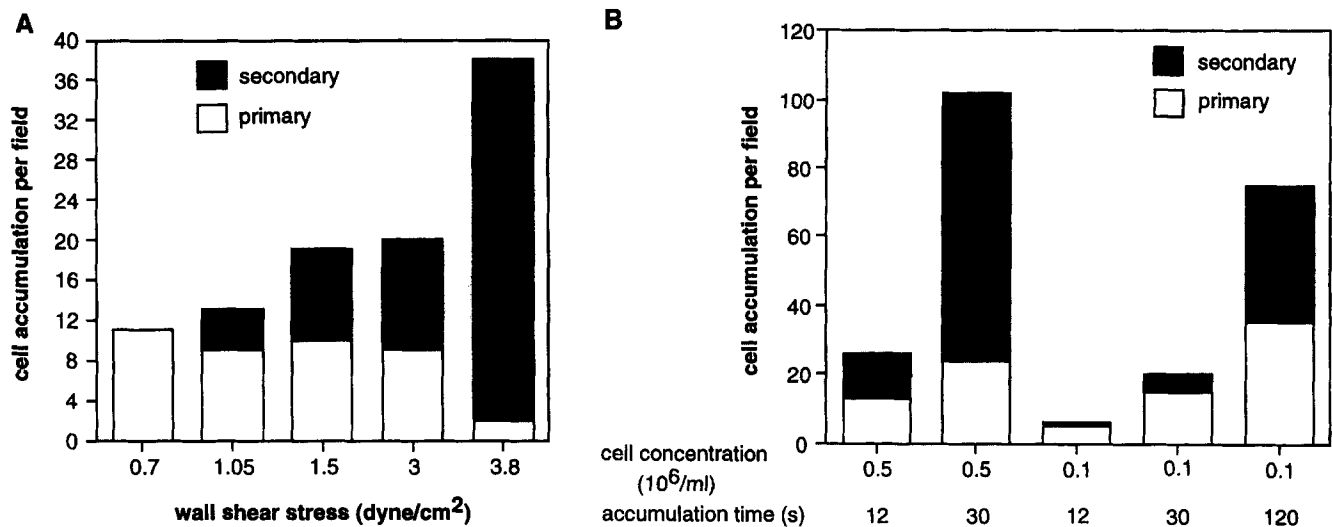 A
40
36
32
28
24
20
16
12
8
4
0
cell accumulation per field
secondary
primary
0.7 1.05 1.5 3 3.8
wall shear stress (dyne/cm²)
B
120
100
80
60
40
20
0
cell accumulation per field
secondary
primary
cell concentration 0.5 0.5 0.1 0.1 0.1
(10⁶/ml)
accumulation time (s) 12 30 12 30 120